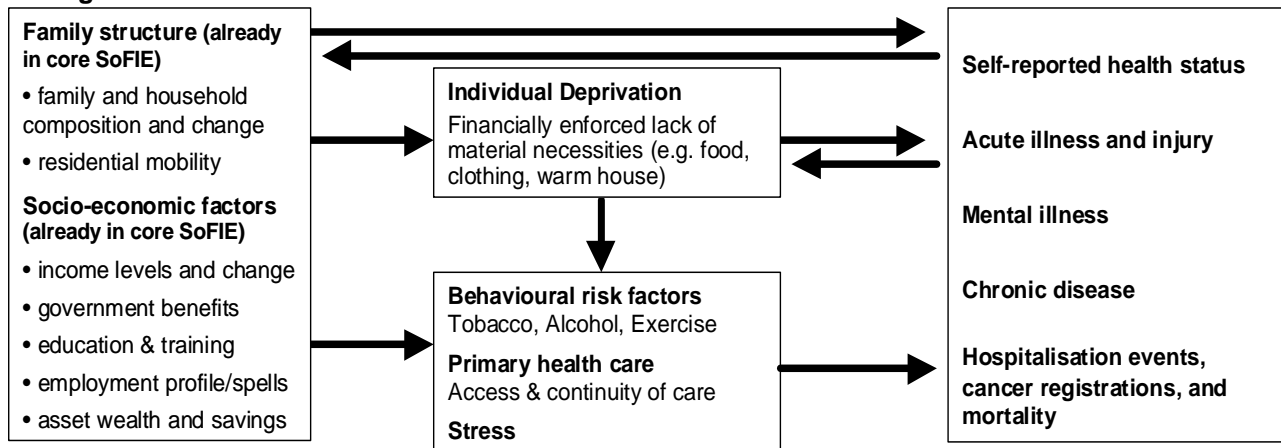 Family structure (already
in core SoFIE)
• family and household
composition and change
• residential mobility
Socio-economic factors
(already in core SoFIE)
• income levels and change
• government benefits
• education & training
• employment profile/spells
• asset wealth and savings
Individual Deprivation
Financially enforced lack of
material necessities (e.g. food,
clothing, warm house)
Behavioural risk factors
Tobacco, Alcohol, Exercise
Primary health care
Access & continuity of care
Stress
Self-reported health status
Acute illness and injury
Mental illness
Chronic disease
Hospitalisation events,
cancer registrations, and
mortality